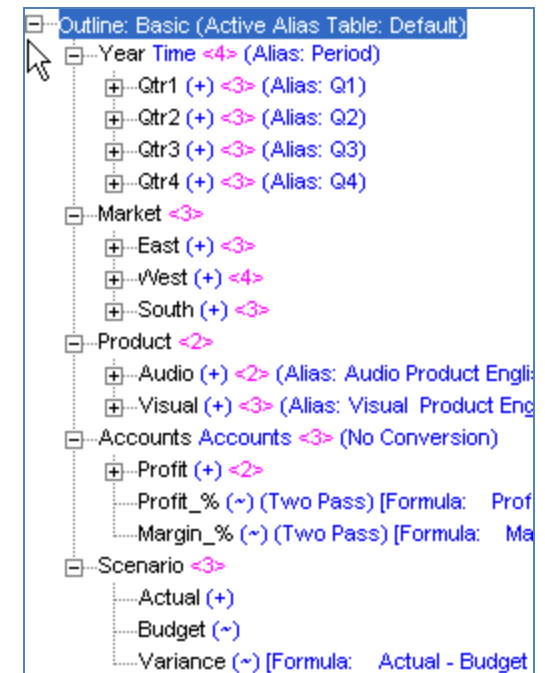 Outline: Basic (Active Alias Table: Default)
Year Time <4> (Alias: Period)
Qtr1 (+) <3> (Alias: Q1)
Qtr2 (+) <3> (Alias: Q2)
Qtr3 (+) <3> (Alias: Q3)
Qtr4 (+) <3> (Alias: Q4)
Market <3>
East (+) <3>
West (+) <4>
South (+) <3>
Product <2>
Audio (+) <2> (Alias: Audio Product Engli
Visual (+) <3> (Alias: Visual Product Eng
Accounts Accounts <3> (No Conversion)
Profit (+) <2>
Profit_% (~) (Two Pass) [Formula: Prof
Margin_% (~) (Two Pass) [Formula: Ma
Scenario <3>
Actual (+)
Budget (~)
Variance (~) [Formula: Actual - Budget